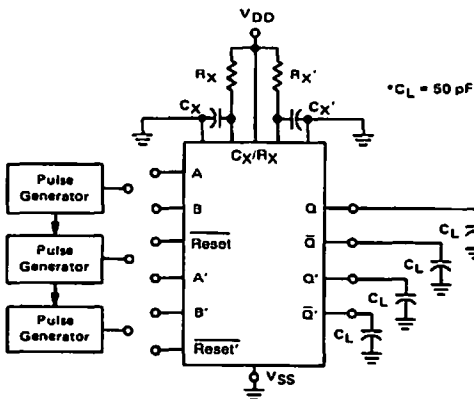 VDD
RX
RX'
*CL = 50 pF
CX
CX'
CX/RX
Pulse Generator
Pulse Generator
Pulse Generator
A
B
Reset
A'
B'
Reset'
Q
Q
Q'
Q'
CL
CL
CL
CL
VSS